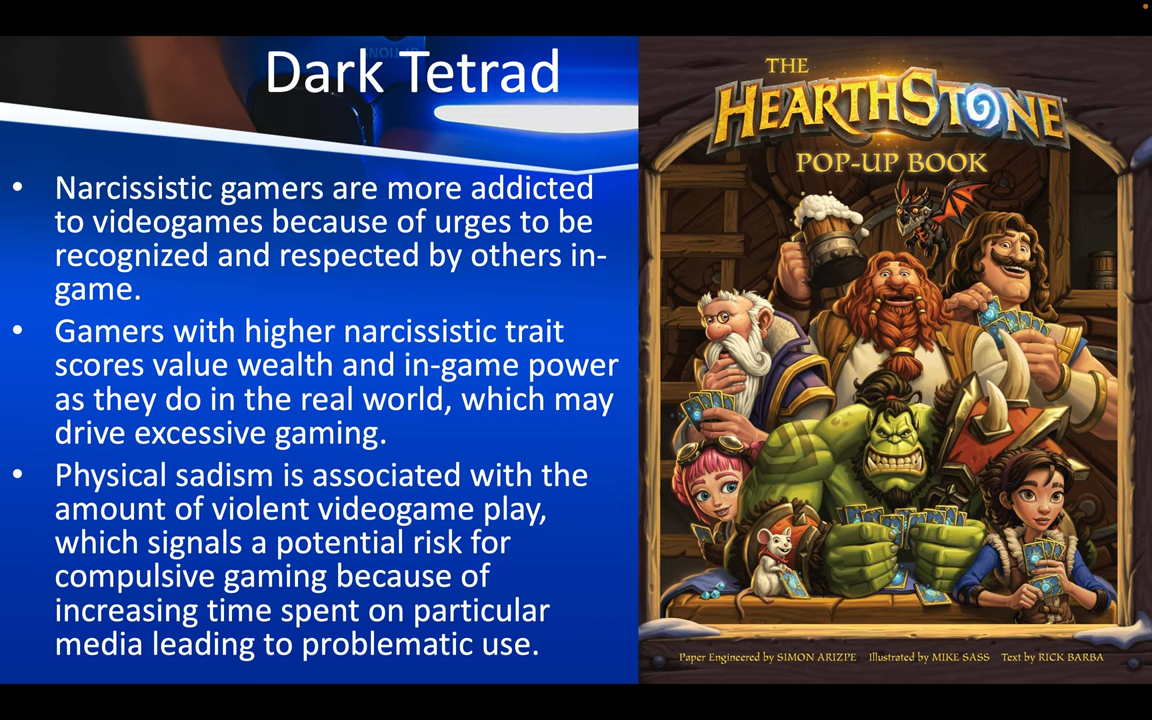 Dark Tetrad
• Narcissistic gamers are more addicted
to videogames because of urges to be
recognized and respected by others in-
game.
• Gamers with higher narcissistic trait
scores value wealth and in-game power
as they do in the real world, which may
drive excessive gaming.
• Physical sadism is associated with the
amount of violent videogame play,
which signals a potential risk for
compulsive gaming because of
increasing time spent on particular
media leading to problematic use.
THE
HEARTHSTONE
POP-UP BOOK
Paper Engineered by SIMON ARIZPE Illustrated by MIKE SASS Text by RICK BARBA